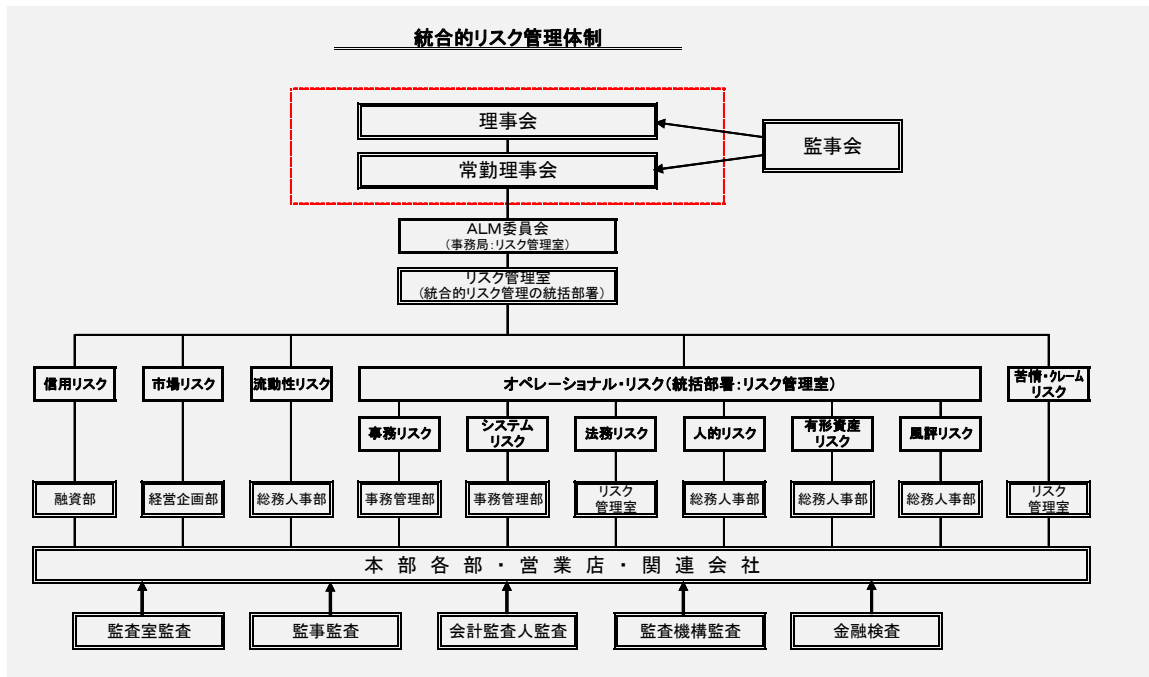 統合的リスク管理体制
理事会
監事会
常勤理事会
ALM委員会
(事務局:リスク管理室)
リスク管理室
(統合的リスク管理の統括部署)
信用リスク
市場リスク
流動性リスク
オペレーショナル・リスク(統括部署:リスク管理室)
苦情・クレーム
リスク
事務リスク
システム
リスク
法務リスク
人的リスク
有形資産
リスク
風評リスク
融資部
経営企画部
総務人事部
事務管理部
事務管理部
リスク
管理室
総務人事部
総務人事部
総務人事部
リスク
管理室
本部各部・営業店・関連会社
監査室監査
監事監査
会計監査人監査
監査機構監査
金融検査